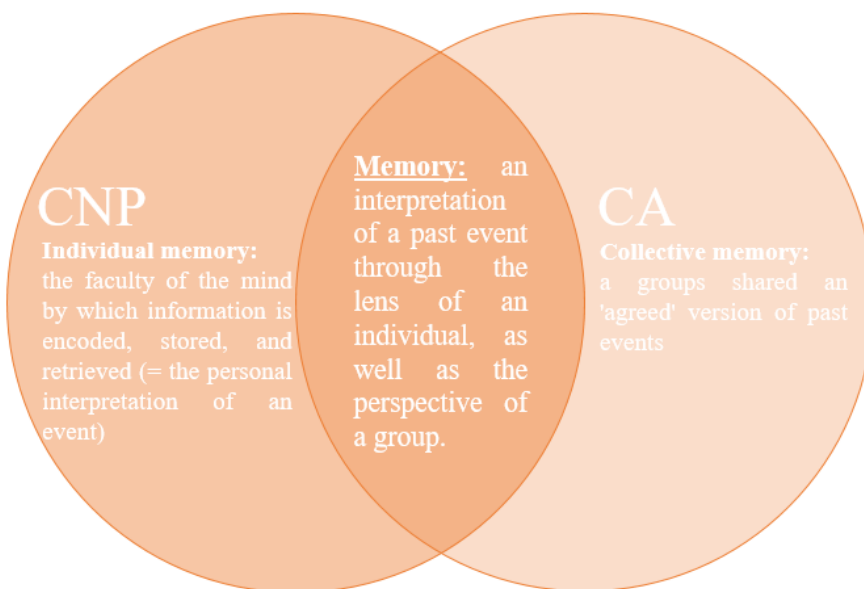 CNP
Individual memory:
the faculty of the mind
by which information is
encoded, stored, and
retrieved (= the personal
interpretation of an
event)
Memory: an
interpretation
of a past event
through the
lens of an
individual, as
well as the
perspective of
a group.
CA
Collective memory:
a groups shared an
'agreed' version of past
events